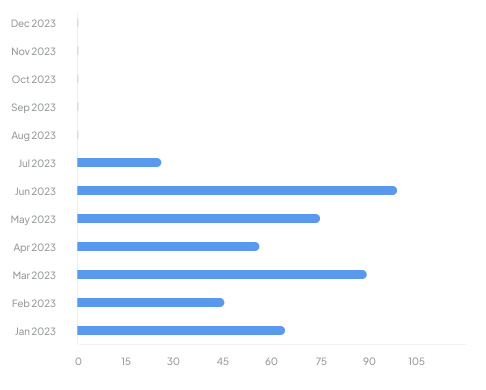 Dec 2023
Nov 2023
Oct 2023
Sep 2023
Aug 2023
Jul 2023
Jun 2023
May 2023
Apr 2023
Mar 2023
Feb 2023
Jan 2023
0 15 30 45 60 75 90 105